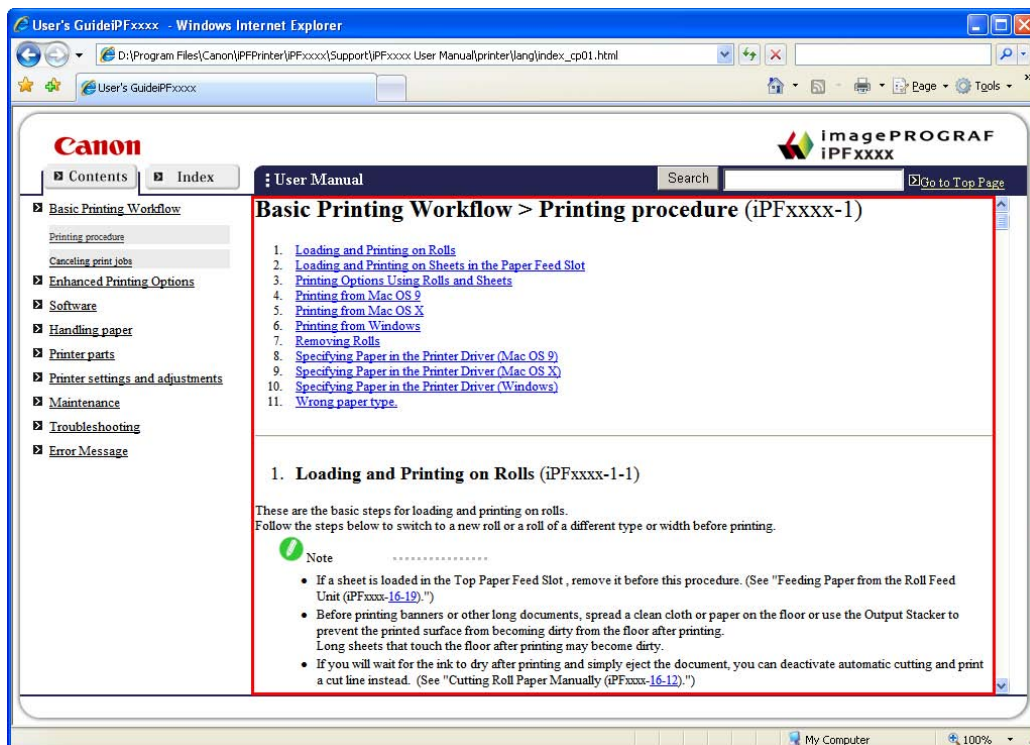 User's GuideiPFxxxx - Windows Internet Explorer
D:\Program Files\Canon\iPFPrinter\iPFxxxx\Support\iPFxxxx User Manual\printer\lang\index_cp01.html
User's GuideiPFxxxx
Page
Tools
Canon
imagePROGRAF
iPFxxxx
Contents
Index
User Manual
Search
Go to Top Page
Basic Printing Workflow
Printing procedure
Canceling print jobs
Enhanced Printing Options
Software
Handling paper
Printer parts
Printer settings and adjustments
Maintenance
Troubleshooting
Error Message
Basic Printing Workflow > Printing procedure (iPFxxxx-1)
1. Loading and Printing on Rolls
2. Loading and Printing on Sheets in the Paper Feed Slot
3. Printing Options Using Rolls and Sheets
4. Printing from Mac OS 9
5. Printing from Mac OS X
6. Printing from Windows
7. Removing Rolls
8. Specifying Paper in the Printer Driver (Mac OS 9)
9. Specifying Paper in the Printer Driver (Mac OS X)
10. Specifying Paper in the Printer Driver (Windows)
11. Wrong paper type.
1. Loading and Printing on Rolls (iPFxxxx-1-1)
These are the basic steps for loading and printing on rolls.
Follow the steps below to switch to a new roll or a roll of a different type or width before printing.
Note
• If a sheet is loaded in the Top Paper Feed Slot , remove it before this procedure. (See "Feeding Paper from the Roll Feed
Unit (iPFxxxx-16-19).")
• Before printing banners or other long documents, spread a clean cloth or paper on the floor or use the Output Stacker to
prevent the printed surface from becoming dirty from the floor after printing.
Long sheets that touch the floor after printing may become dirty.
• If you will wait for the ink to dry after printing and simply eject the document, you can deactivate automatic cutting and print
a cut line instead. (See "Cutting Roll Paper Manually (iPFxxxx-16-12).")
My Computer
100%